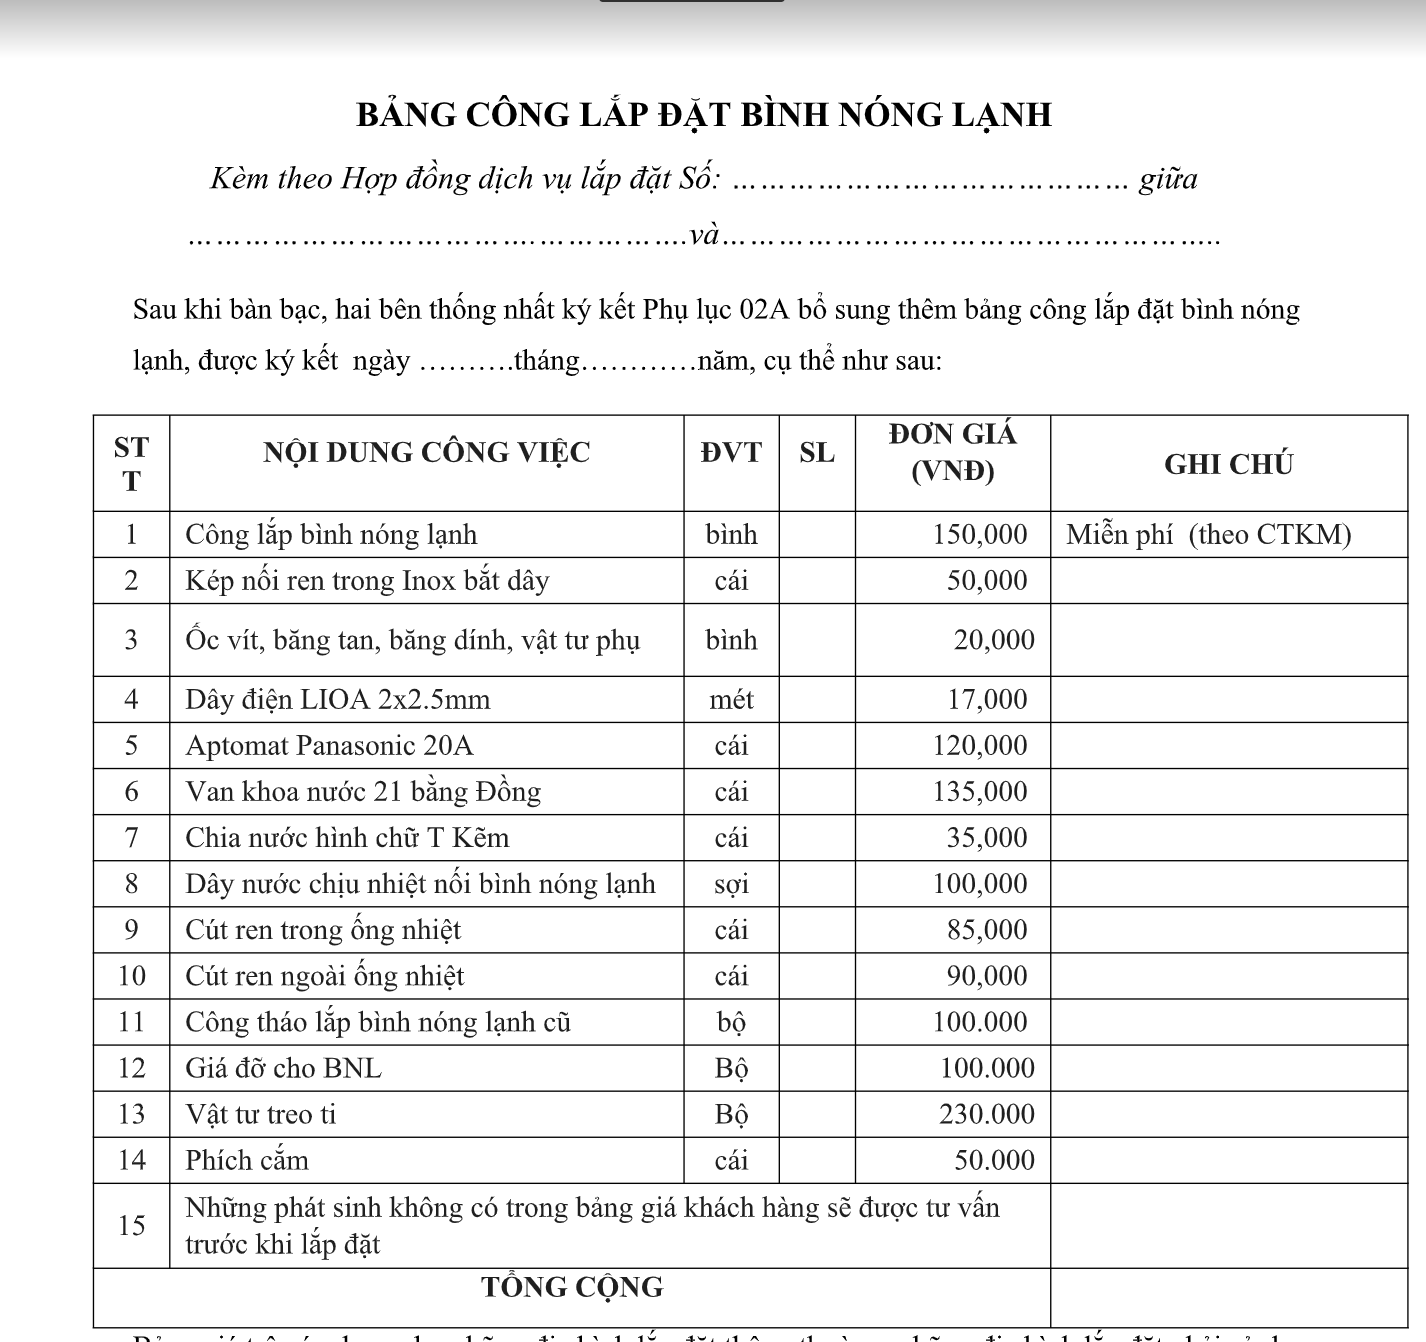 BẢNG CÔNG LẮP ĐẶT BÌNH NÓNG LẠNH
Kèm theo Hợp đồng dịch vụ lắp đặt Số: …………………………………… giữa
……………………………….……………..và…………………………………………...
Sau khi bàn bạc, hai bên thống nhất ký kết Phụ lục 02A bổ sung thêm bảng công lắp đặt bình nóng
lạnh, được ký kết ngày ……….tháng…………năm, cụ thể như sau:
STT NỘI DUNG CÔNG VIỆC ĐVT SL ĐƠN GIÁ (VNĐ) GHI CHÚ
1 Công lắp bình nóng lạnh bình 150,000 Miễn phí (theo CTKM)
2 Kép nối ren trong Inox bắt dây cái 50,000
3 Ốc vít, băng tan, băng dính, vật tư phụ bình 20,000
4 Dây điện LIOA 2x2.5mm mét 17,000
5 Aptomat Panasonic 20A cái 120,000
6 Van khoa nước 21 bằng Đồng cái 135,000
7 Chia nước hình chữ T Kẽm cái 35,000
8 Dây nước chịu nhiệt nối bình nóng lạnh sợi 100,000
9 Cút ren trong ống nhiệt cái 85,000
10 Cút ren ngoài ống nhiệt cái 90,000
11 Công tháo lắp bình nóng lạnh cũ bộ 100.000
12 Giá đỡ cho BNL Bộ 100.000
13 Vật tư treo ti Bộ 230.000
14 Phích cắm cái 50.000
15 Những phát sinh không có trong bảng giá khách hàng sẽ được tư vấn
trước khi lắp đặt
TỔNG CỘNG